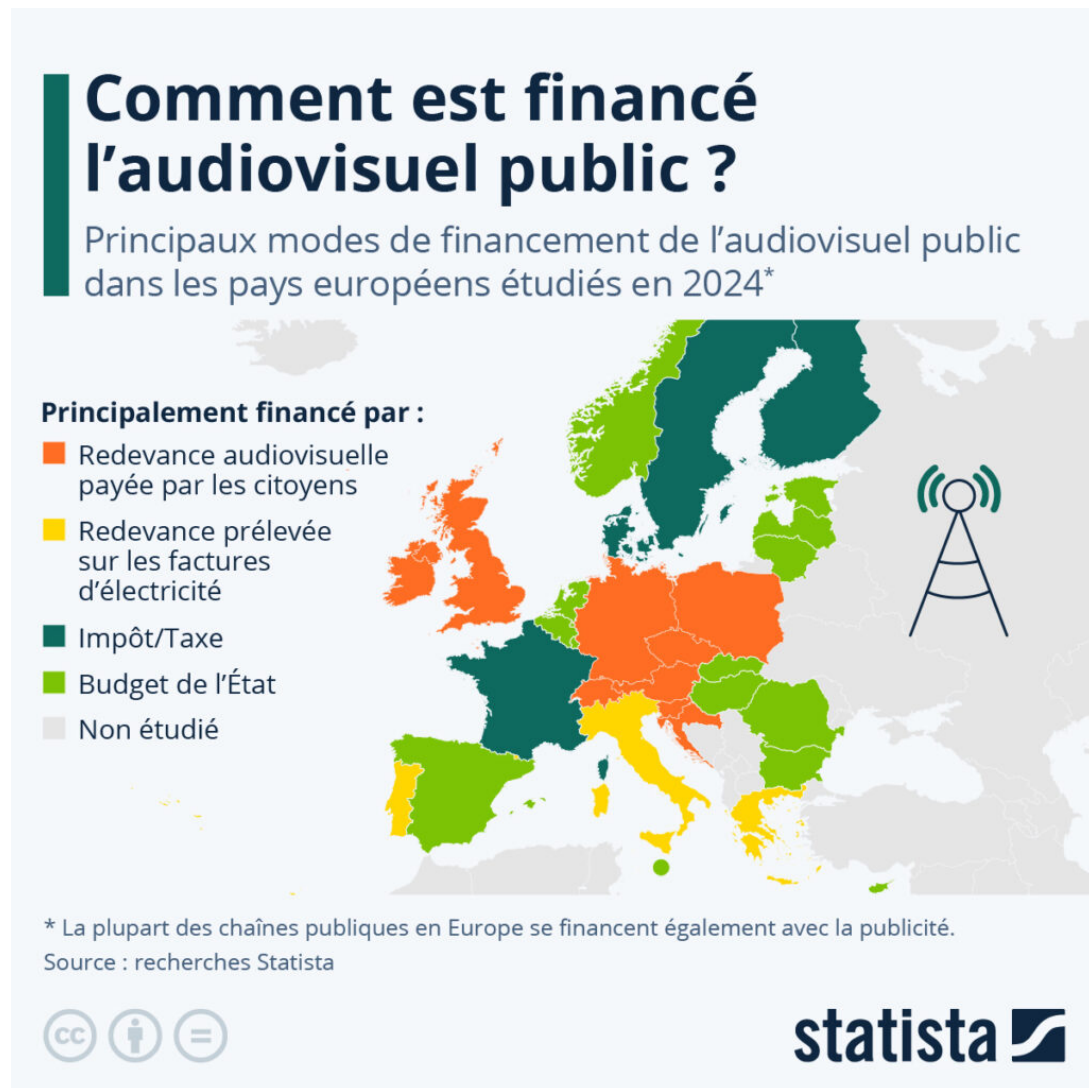 Comment est financé
l’audiovisuel public ?
Principaux modes de financement de l’audiovisuel public
dans les pays européens étudiés en 2024*
Principalement financé par :
Redevance audiovisuelle
payée par les citoyens
Redevance prélevée
sur les factures
d’électricité
Impôt/Taxe
Budget de l’État
Non étudié
* La plupart des chaînes publiques en Europe se financent également avec la publicité.
Source : recherches Statista
cc
statista